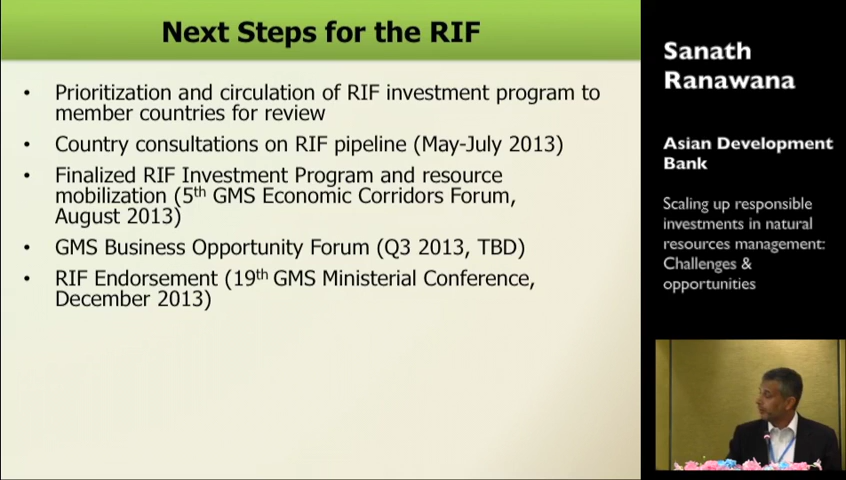 Next Steps for the RIF
• Prioritization and circulation of RIF investment program to
member countries for review
• Country consultations on RIF pipeline (May-July 2013)
• Finalized RIF Investment Program and resource
mobilization (5th GMS Economic Corridors Forum,
August 2013)
• GMS Business Opportunity Forum (Q3 2013, TBD)
• RIF Endorsement (19th GMS Ministerial Conference,
December 2013)
Sanath
Ranawana
Asian Development
Bank
Scaling up responsible
investments in natural
resources management:
Challenges &
opportunities